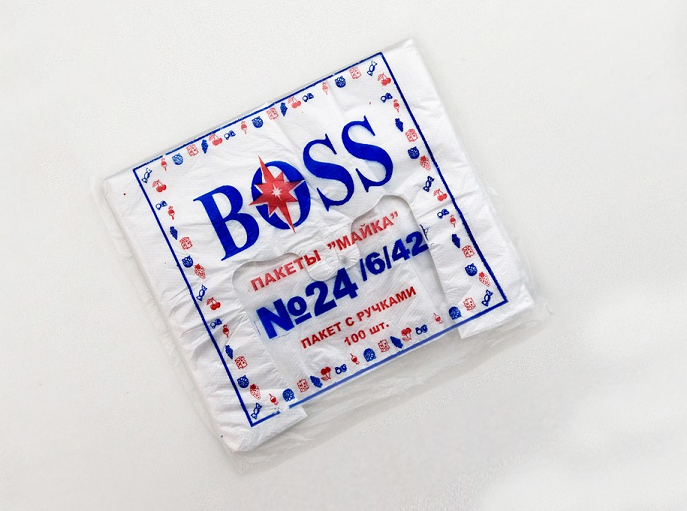 BOSS
ПАКЕТЫ "МАЙКА"
№24/6/42
ПАКЕТ С РУЧКАМИ
100 шт.